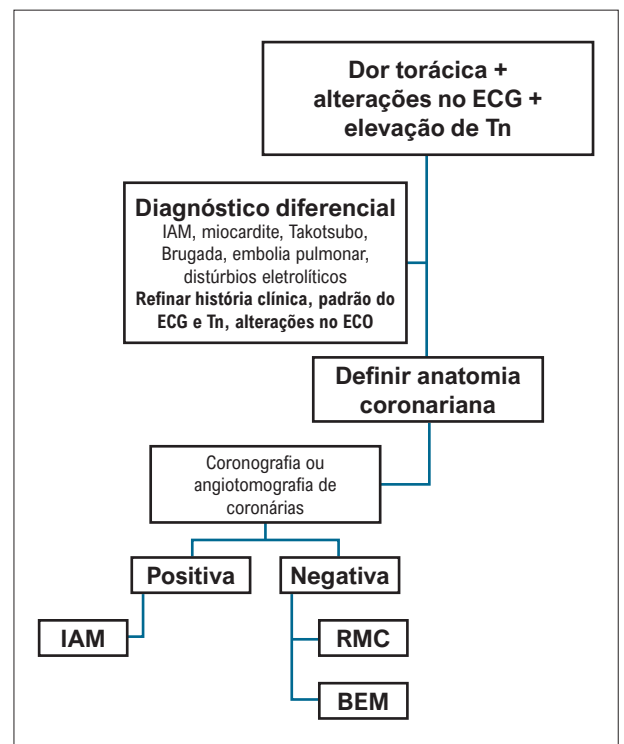 Dor torácica +
alterações no ECG +
elevação de Tn
Diagnóstico diferencial
IAM, miocardite, Takotsubo,
Brugada, embolia pulmonar,
distúrbios eletrolíticos
Refinar história clínica, padrão do
ECG e Tn, alterações no ECO
Definir anatomia
coronariana
Coronografia ou
angiotomografia de
coronárias
Positiva
Negativa
IAM
RMC
BEM